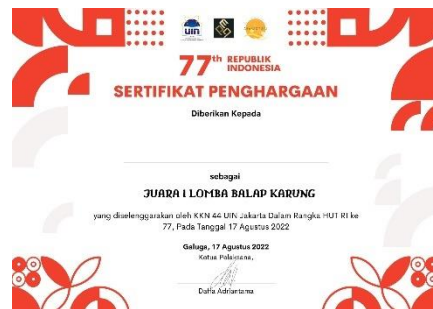 UIN
77th REPUBLIK
INDONESIA
SERTIFIKAT PENGHARGAAN
Diberikan Kepada
sebagai
JUARA I LOMBA BALAP KARUNG
yang diselenggarakan oleh KKN 44 UIN Jakarta Dalam Rangka HUT RI ke
77, Pada Tanggal 17 Agustus 2022
Galuga, 17 Agustus 2022
Ketua Pelaksana,
Daffa Adriantama